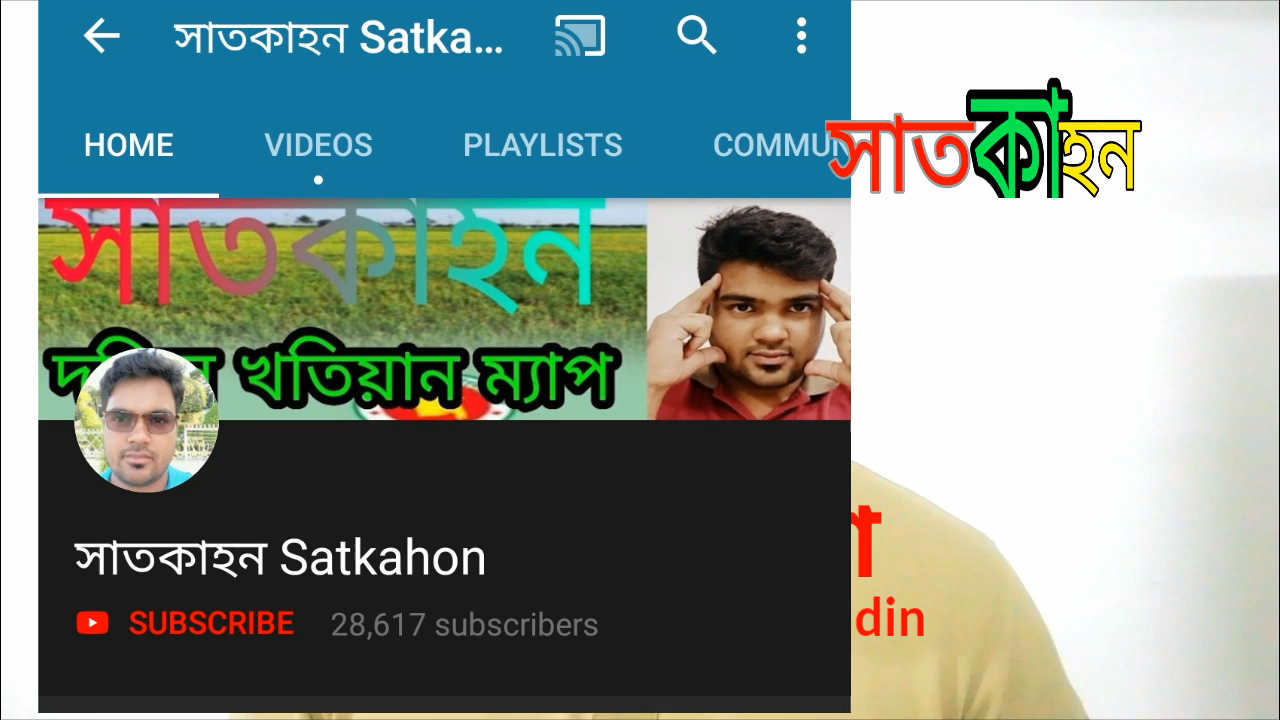 সাতকাহন Satka...
HOME VIDEOS PLAYLISTS COMMU
সাতকাহন
সাতকাহন
খতিয়ান ম্যাপ
সাতকাহন Satkahon
SUBSCRIBE 28,617 subscribers
din